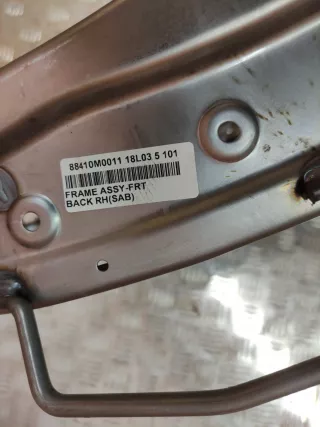 88410M0011 18L03 5 101
FRAME ASSY-FRT
BACK RH(SAB)